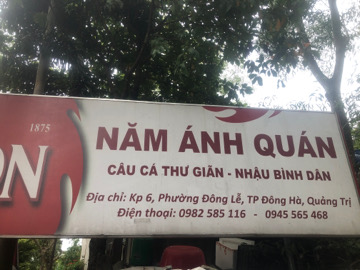 1875
ON
NĂM ÁNH QUÁN
CÂU CÁ THƯ GIÃN - NHẬU BÌNH DÂN
Địa chỉ: Kp 6, Phường Đông Lễ, TP Đông Hà, Quảng Trị
Điện thoại: 0982 585 116 - 0945 565 468